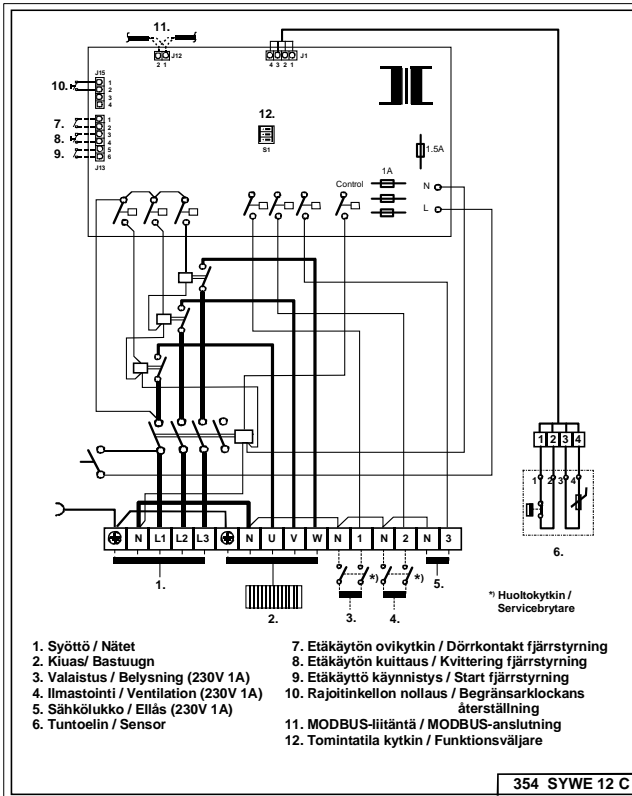 11.
J12
2 1
J1
4 3 2 1
J15
10.
1
2
3
4
12.
S1
7.
8.
9.
1
2
3
4
5
6
J13
1.5A
1A
Control
N
L
1 2 3 4
1 2 3 4
6.
N L1 L2 L3 N U V W N 1 N 2 N 3
*) *)
1.
2.
3.
4.
5.
*) Huoltokytkin /
Servicebrytare
1. Syöttö / Nätet
2. Kiuas/ Bastuugn
3. Valaistus / Belysning (230V 1A)
4. Ilmastointi / Ventilation (230V 1A)
5. Sähkölukko / Ellås (230V 1A)
6. Tuntoelin / Sensor
7. Etäkäytön ovikytkin / Dörrkontakt fjärrstyrning
8. Etäkäytön kuittaus / Kvittering fjärrstyrning
9. Etäkäyttö käynnistys / Start fjärrstyrning
10. Rajoitinkellon nollaus / Begränsarklockans
återställning
11. MODBUS-liitäntä / MODBUS-anslutning
12. Tomintatila kytkin / Funktionsväljare
354 SYWE 12 C